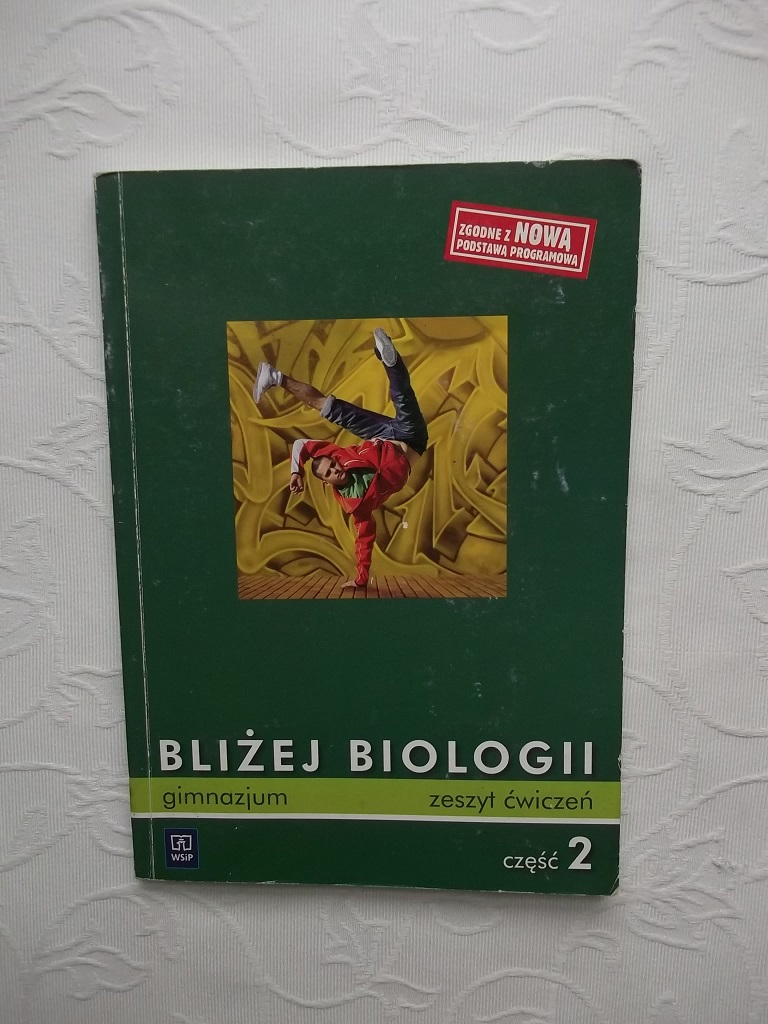 ZGODNE Z NOWĄ
PODSTAWĄ PROGRAMOWĄ
BLIŻEJ BIOLOGII
gimnazjum zeszyt ćwiczeń
WSiP
część 2